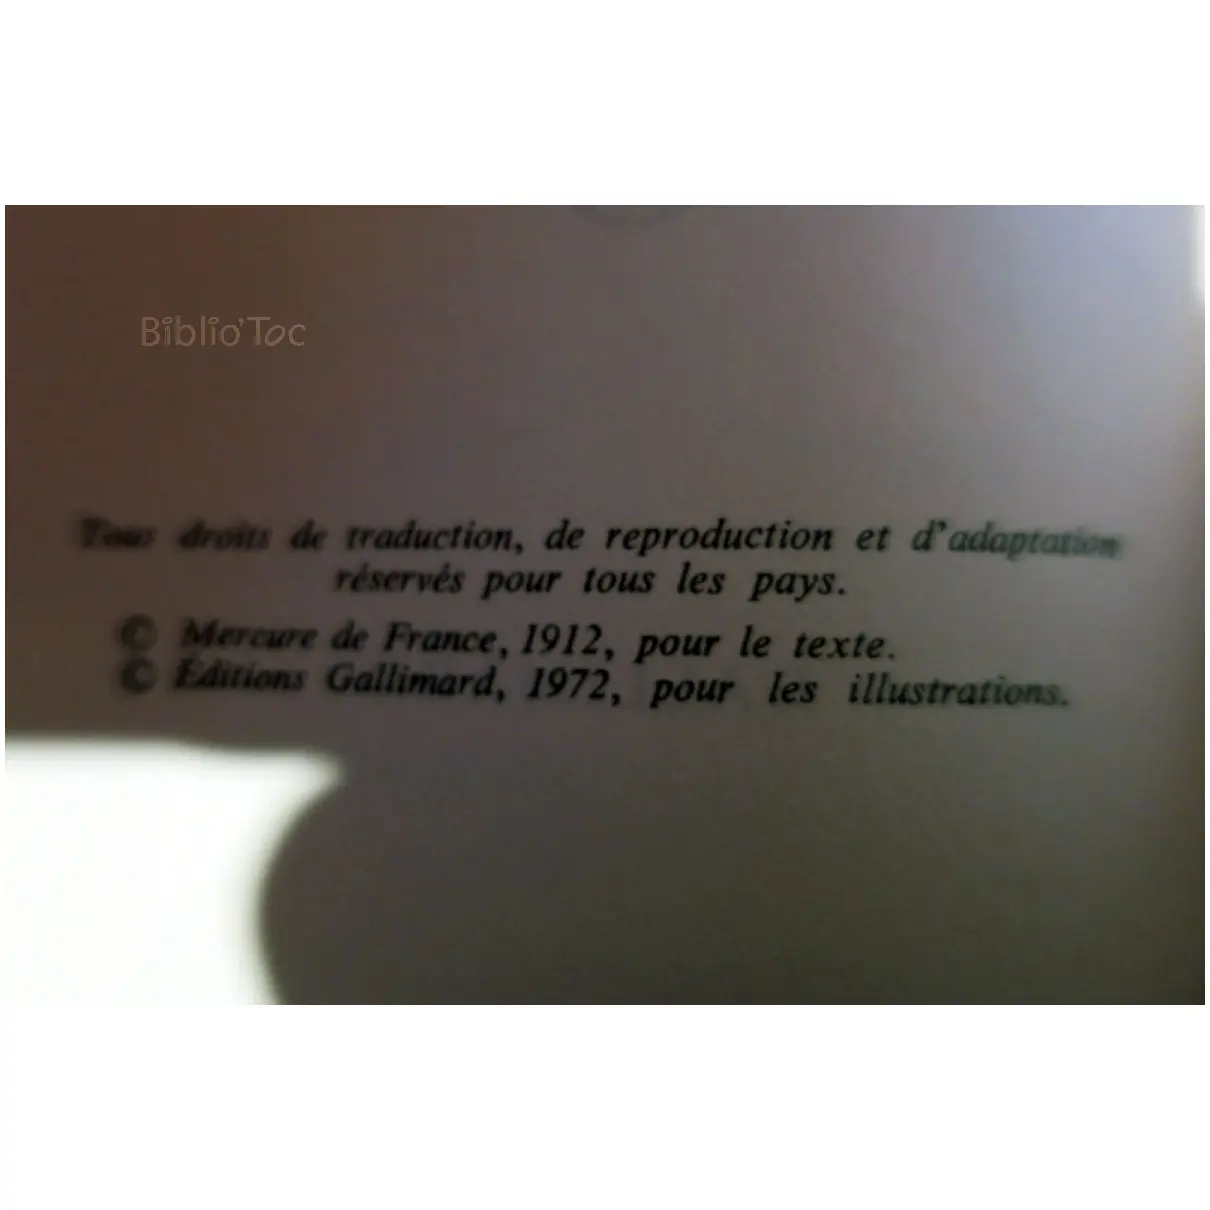 Biblio'Toc
Tous droits de traduction, de reproduction et d'adaptation
réservés pour tous les pays.
© Mercure de France, 1912, pour le texte.
© Éditions Gallimard, 1972, pour les illustrations.